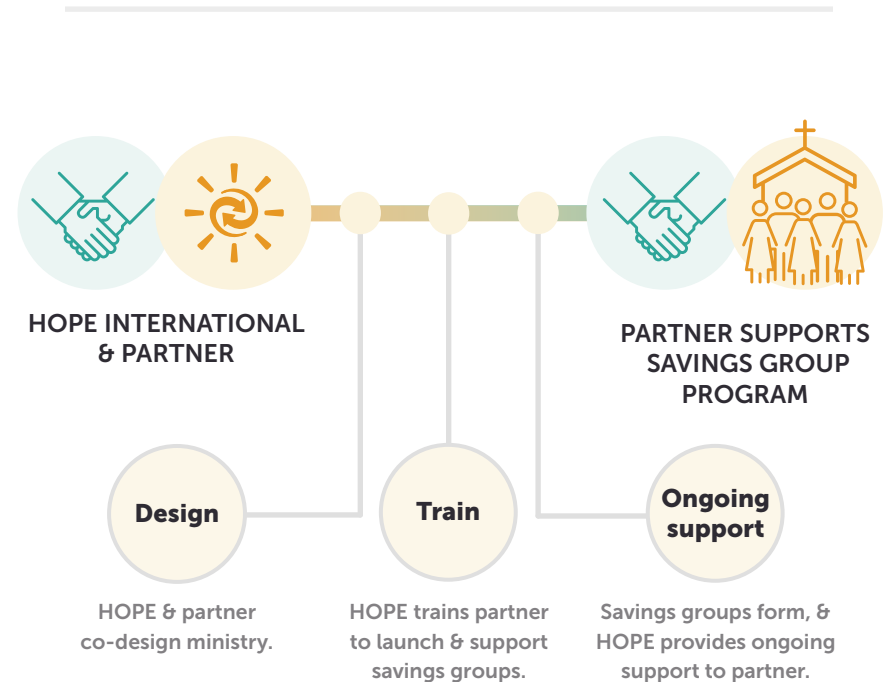 HOPE INTERNATIONAL
& PARTNER
PARTNER SUPPORTS
SAVINGS GROUP
PROGRAM
Design
HOPE & partner
co-design ministry.
Train
HOPE trains partner
to launch & support
savings groups.
Ongoing
support
Savings groups form, &
HOPE provides ongoing
support to partner.